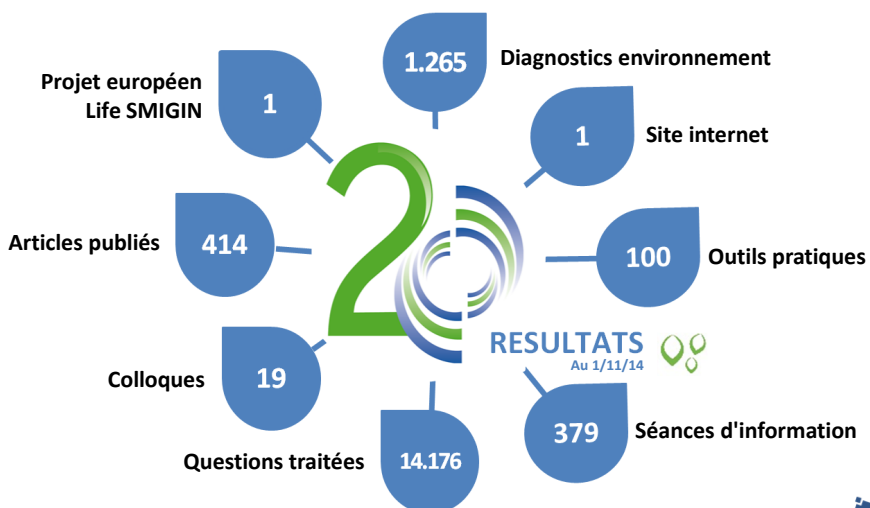 1.265
Diagnostics environnement
Projet européen
Life SMIGIN
1
1
Site internet
Articles publiés
414
20
100
Outils pratiques
RESULTATS
Au 1/11/14
Colloques
19
379
Séances d'information
Questions traitées
14.176